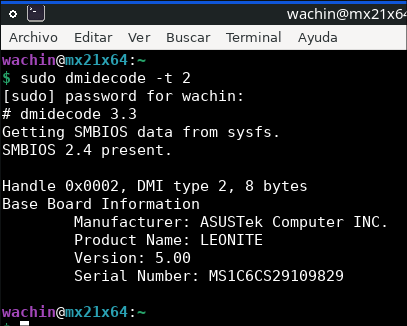 wachin@mx21x64
Archivo Editar Ver Buscar Terminal Ayuda
wachin@mx21x64:~
$ sudo dmidecode -t 2
[sudo] password for wachin:
# dmidecode 3.3
Getting SMBIOS data from sysfs.
SMBIOS 2.4 present.
Handle 0x0002, DMI type 2, 8 bytes
Base Board Information
Manufacturer: ASUSTek Computer INC.
Product Name: LEONITE
Version: 5.00
Serial Number: MS1C6CS29109829
wachin@mx21x64:~
$